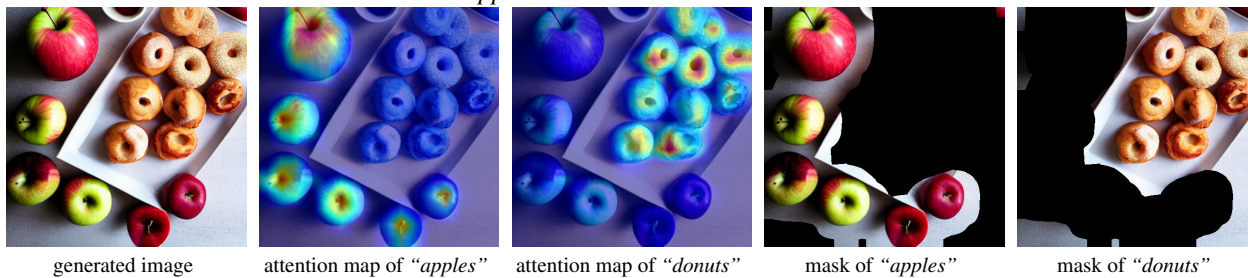 generated image
attention map of "apples"
attention map of "donuts"
mask of "apples"
mask of "donuts"